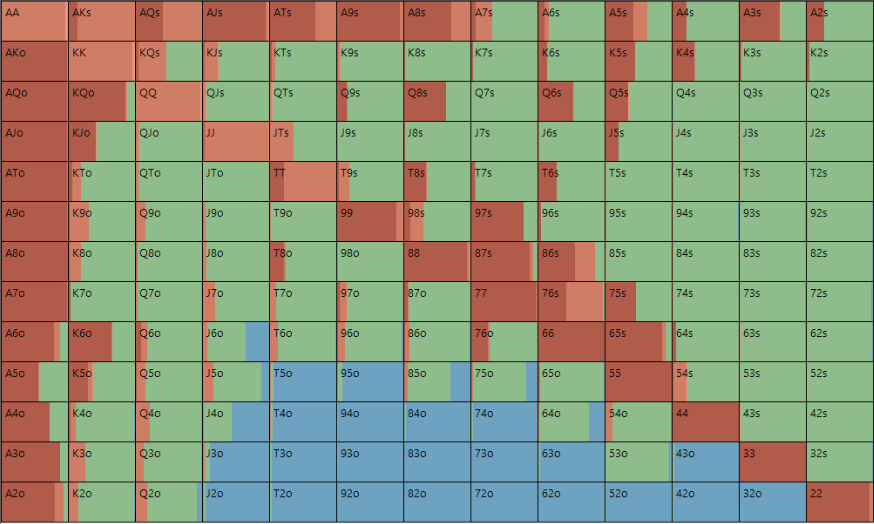 AA AKs AQs AJs ATs A9s A8s A7s A6s A5s A4s A3s A2s
AKo KK KQs KJs KTs K9s K8s K7s K6s K5s K4s K3s K2s
AQo KQo QQ QJs QTs Q9s Q8s Q7s Q6s Q5s Q4s Q3s Q2s
AJo KJo QJo JJ JTs J9s J8s J7s J6s J5s J4s J3s J2s
ATo KTo QTo JTo TT T9s T8s T7s T6s T5s T4s T3s T2s
A9o K9o Q9o J9o T9o 99 98s 97s 96s 95s 94s 93s 92s
A8o K8o Q8o J8o T8o 98o 88 87s 86s 85s 84s 83s 82s
A7o K7o Q7o J7o T7o 97o 87o 77 76s 75s 74s 73s 72s
A6o K6o Q6o J6o T6o 96o 86o 76o 66 65s 64s 63s 62s
A5o K5o Q5o J5o T5o 95o 85o 75o 65o 55 54s 53s 52s
A4o K4o Q4o J4o T4o 94o 84o 74o 64o 54o 44 43s 42s
A3o K3o Q3o J3o T3o 93o 83o 73o 63o 53o 43o 33 32s
A2o K2o Q2o J2o T2o 92o 82o 72o 62o 52o 42o 32o 22